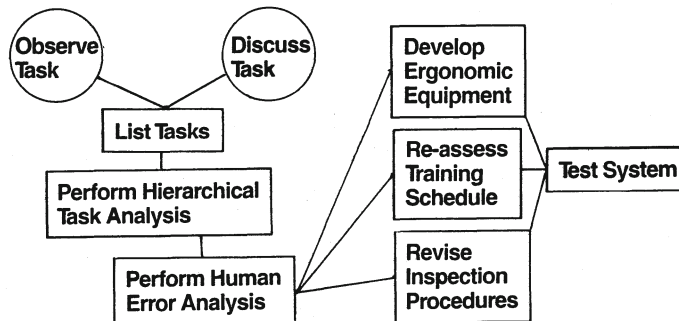 Observe
Task
Discuss
Task
List Tasks
Perform Hierarchical
Task Analysis
Perform Human
Error Analysis
Develop
Ergonomic
Equipment
Re-assess
Training
Schedule
Revise
Inspection
Procedures
Test System